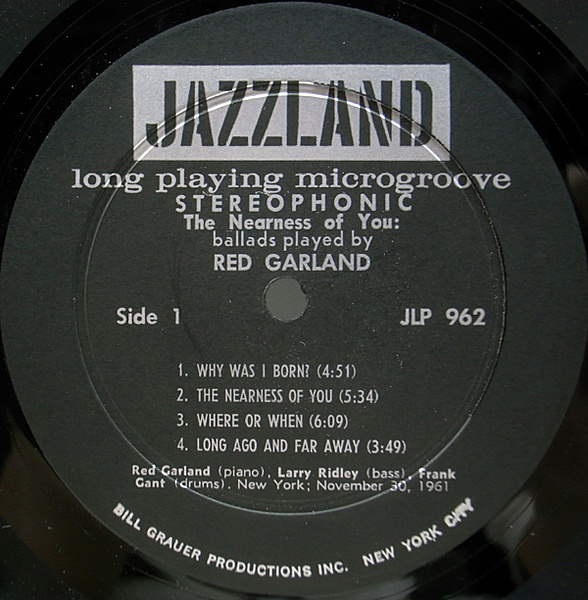 JAZZLAND
long playing microgroove
STEREOPHONIC
The Nearness of You:
ballads played by
RED GARLAND
Side 1
JLP 962
1. WHY WAS I BORN? (4:51)
2. THE NEARNESS OF YOU (5:34)
3. WHERE OR WHEN (6:09)
4. LONG AGO AND FAR AWAY (3:49)
Red Garland (piano), Larry Ridley (bass), Frank
Gant (drums). New York; November 30, 1961
BILL GRAUER PRODUCTIONS INC. NEW YORK CITY